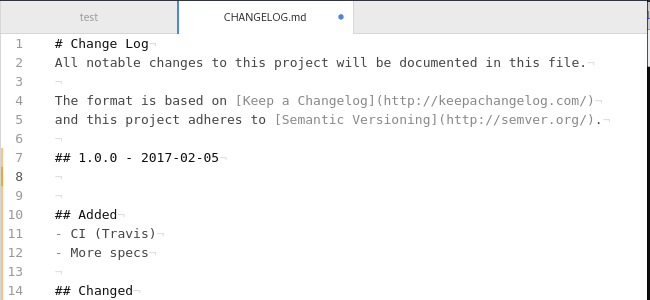 test
CHANGELOG.md
1 # Change Log¬
2 All notable changes to this project will be documented in this file.¬
3 ¬
4 The format is based on [Keep a Changelog](http://keepachangelog.com/)¬
5 and this project adheres to [Semantic Versioning](http://semver.org/).¬
6 ¬
7 ## 1.0.0 - 2017-02-05¬
8 ¬
9 ¬
10 ## Added¬
11 - CI (Travis)¬
12 - More specs¬
13 ¬
14 ## Changed¬